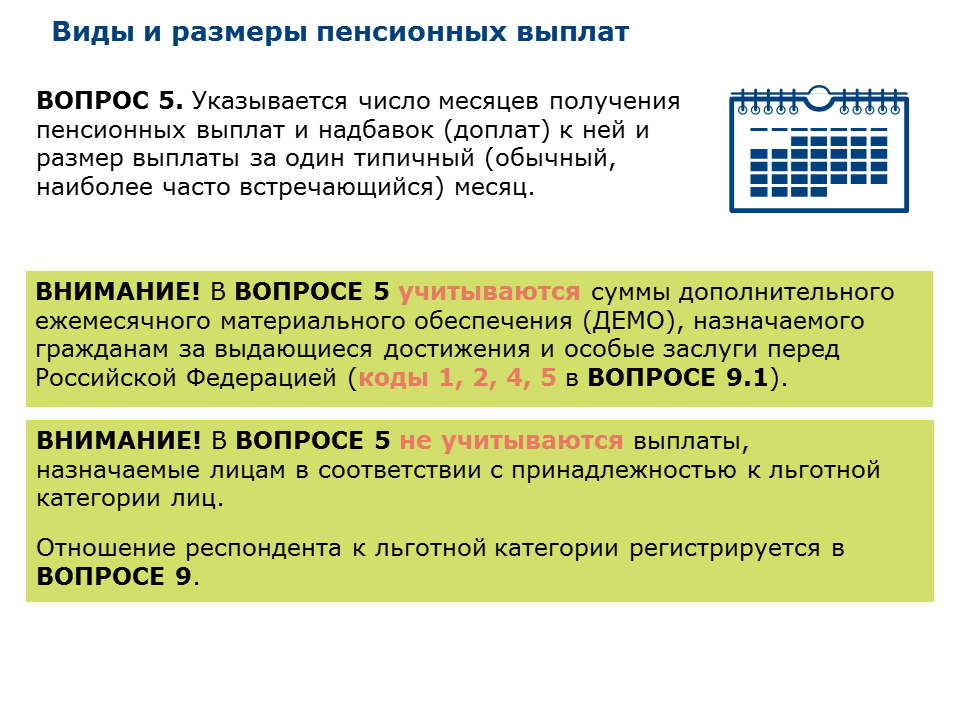 Виды и размеры пенсионных выплат
ВОПРОС 5. Указывается число месяцев получения
пенсионных выплат и надбавок (доплат) к ней и
размер выплаты за один типичный (обычный,
наиболее часто встречающийся) месяц.
ВНИМАНИЕ! В ВОПРОСЕ 5 учитываются суммы дополнительного
ежемесячного материального обеспечения (ДЕМО), назначаемого
гражданам за выдающиеся достижения и особые заслуги перед
Российской Федерацией (коды 1, 2, 4, 5 в ВОПРОСЕ 9.1).
ВНИМАНИЕ! В ВОПРОСЕ 5 не учитываются выплаты,
назначаемые лицам в соответствии с принадлежностью к льготной
категории лиц.
Отношение респондента к льготной категории регистрируется в
ВОПРОСЕ 9.